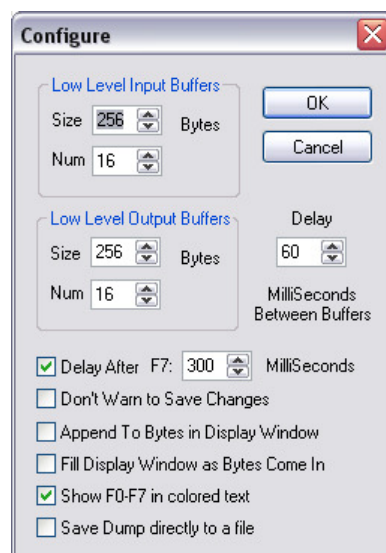 Configure
Low Level Input Buffers
Size 256 Bytes
Num 16
OK
Cancel
Low Level Output Buffers
Size 256 Bytes
Num 16
Delay
60
MilliSeconds
Between Buffers
Delay After F7: 300 MilliSeconds
Don't Warn to Save Changes
Append To Bytes in Display Window
Fill Display Window as Bytes Come In
Show F0-F7 in colored text
Save Dump directly to a file